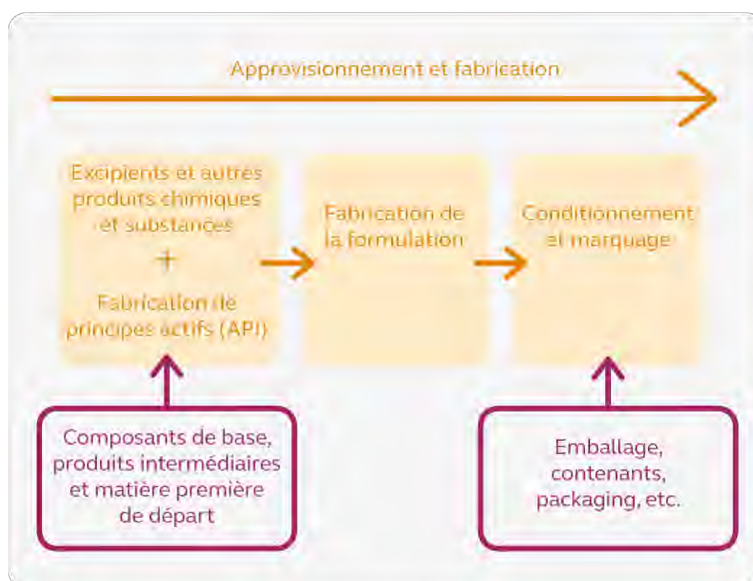 Approvisionnement et fabrication
Excipients et autres
produits chimiques
et substances
+
Fabrication de
principes actifs (API)
Fabrication de
la formulation
Conditionnement
et marquage
Composants de base,
produits intermédiaires
et matière première
de départ
Emballage,
contenants,
packaging, etc.